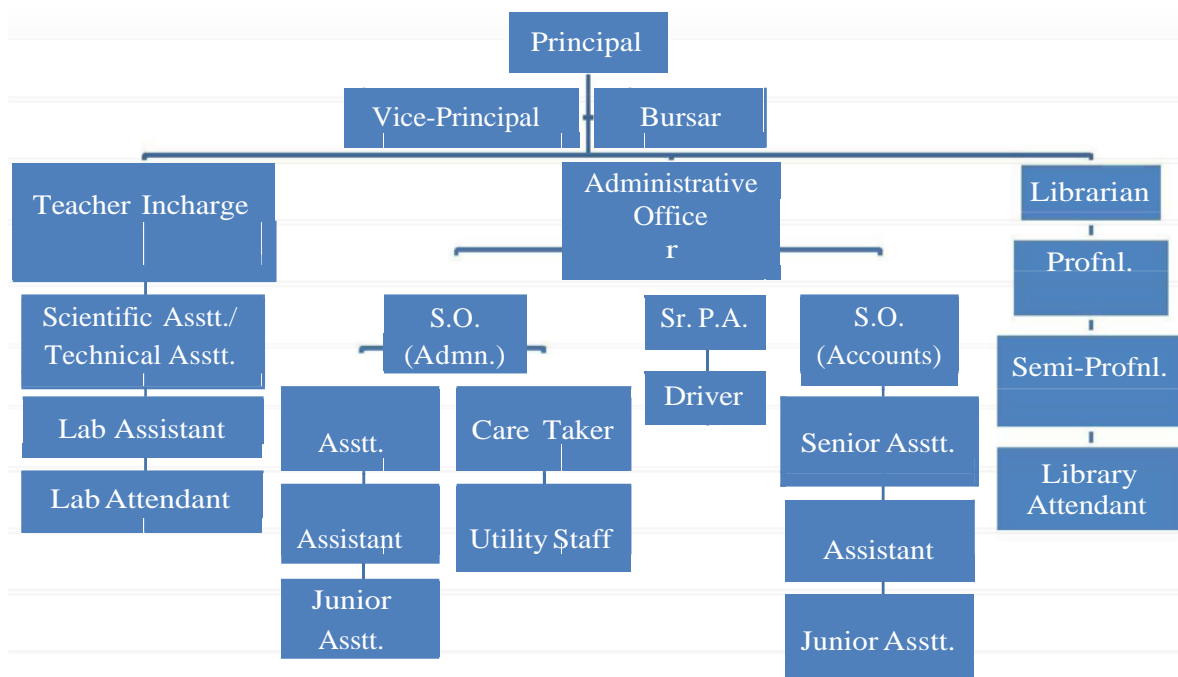 Principal
Vice-Principal
Bursar
Teacher Incharge
Administrative
Office
r
Librarian
Profnl.
Semi-Profnl.
Library
Attendant
Scientific Asstt./
Technical Asstt.
Lab Assistant
Lab Attendant
S.O.
(Admn.)
Asstt.
Assistant
Junior
Asstt.
Care Taker
Utility Staff
Sr. P.A.
Driver
S.O.
(Accounts)
Senior Asstt.
Assistant
Junior Asstt.